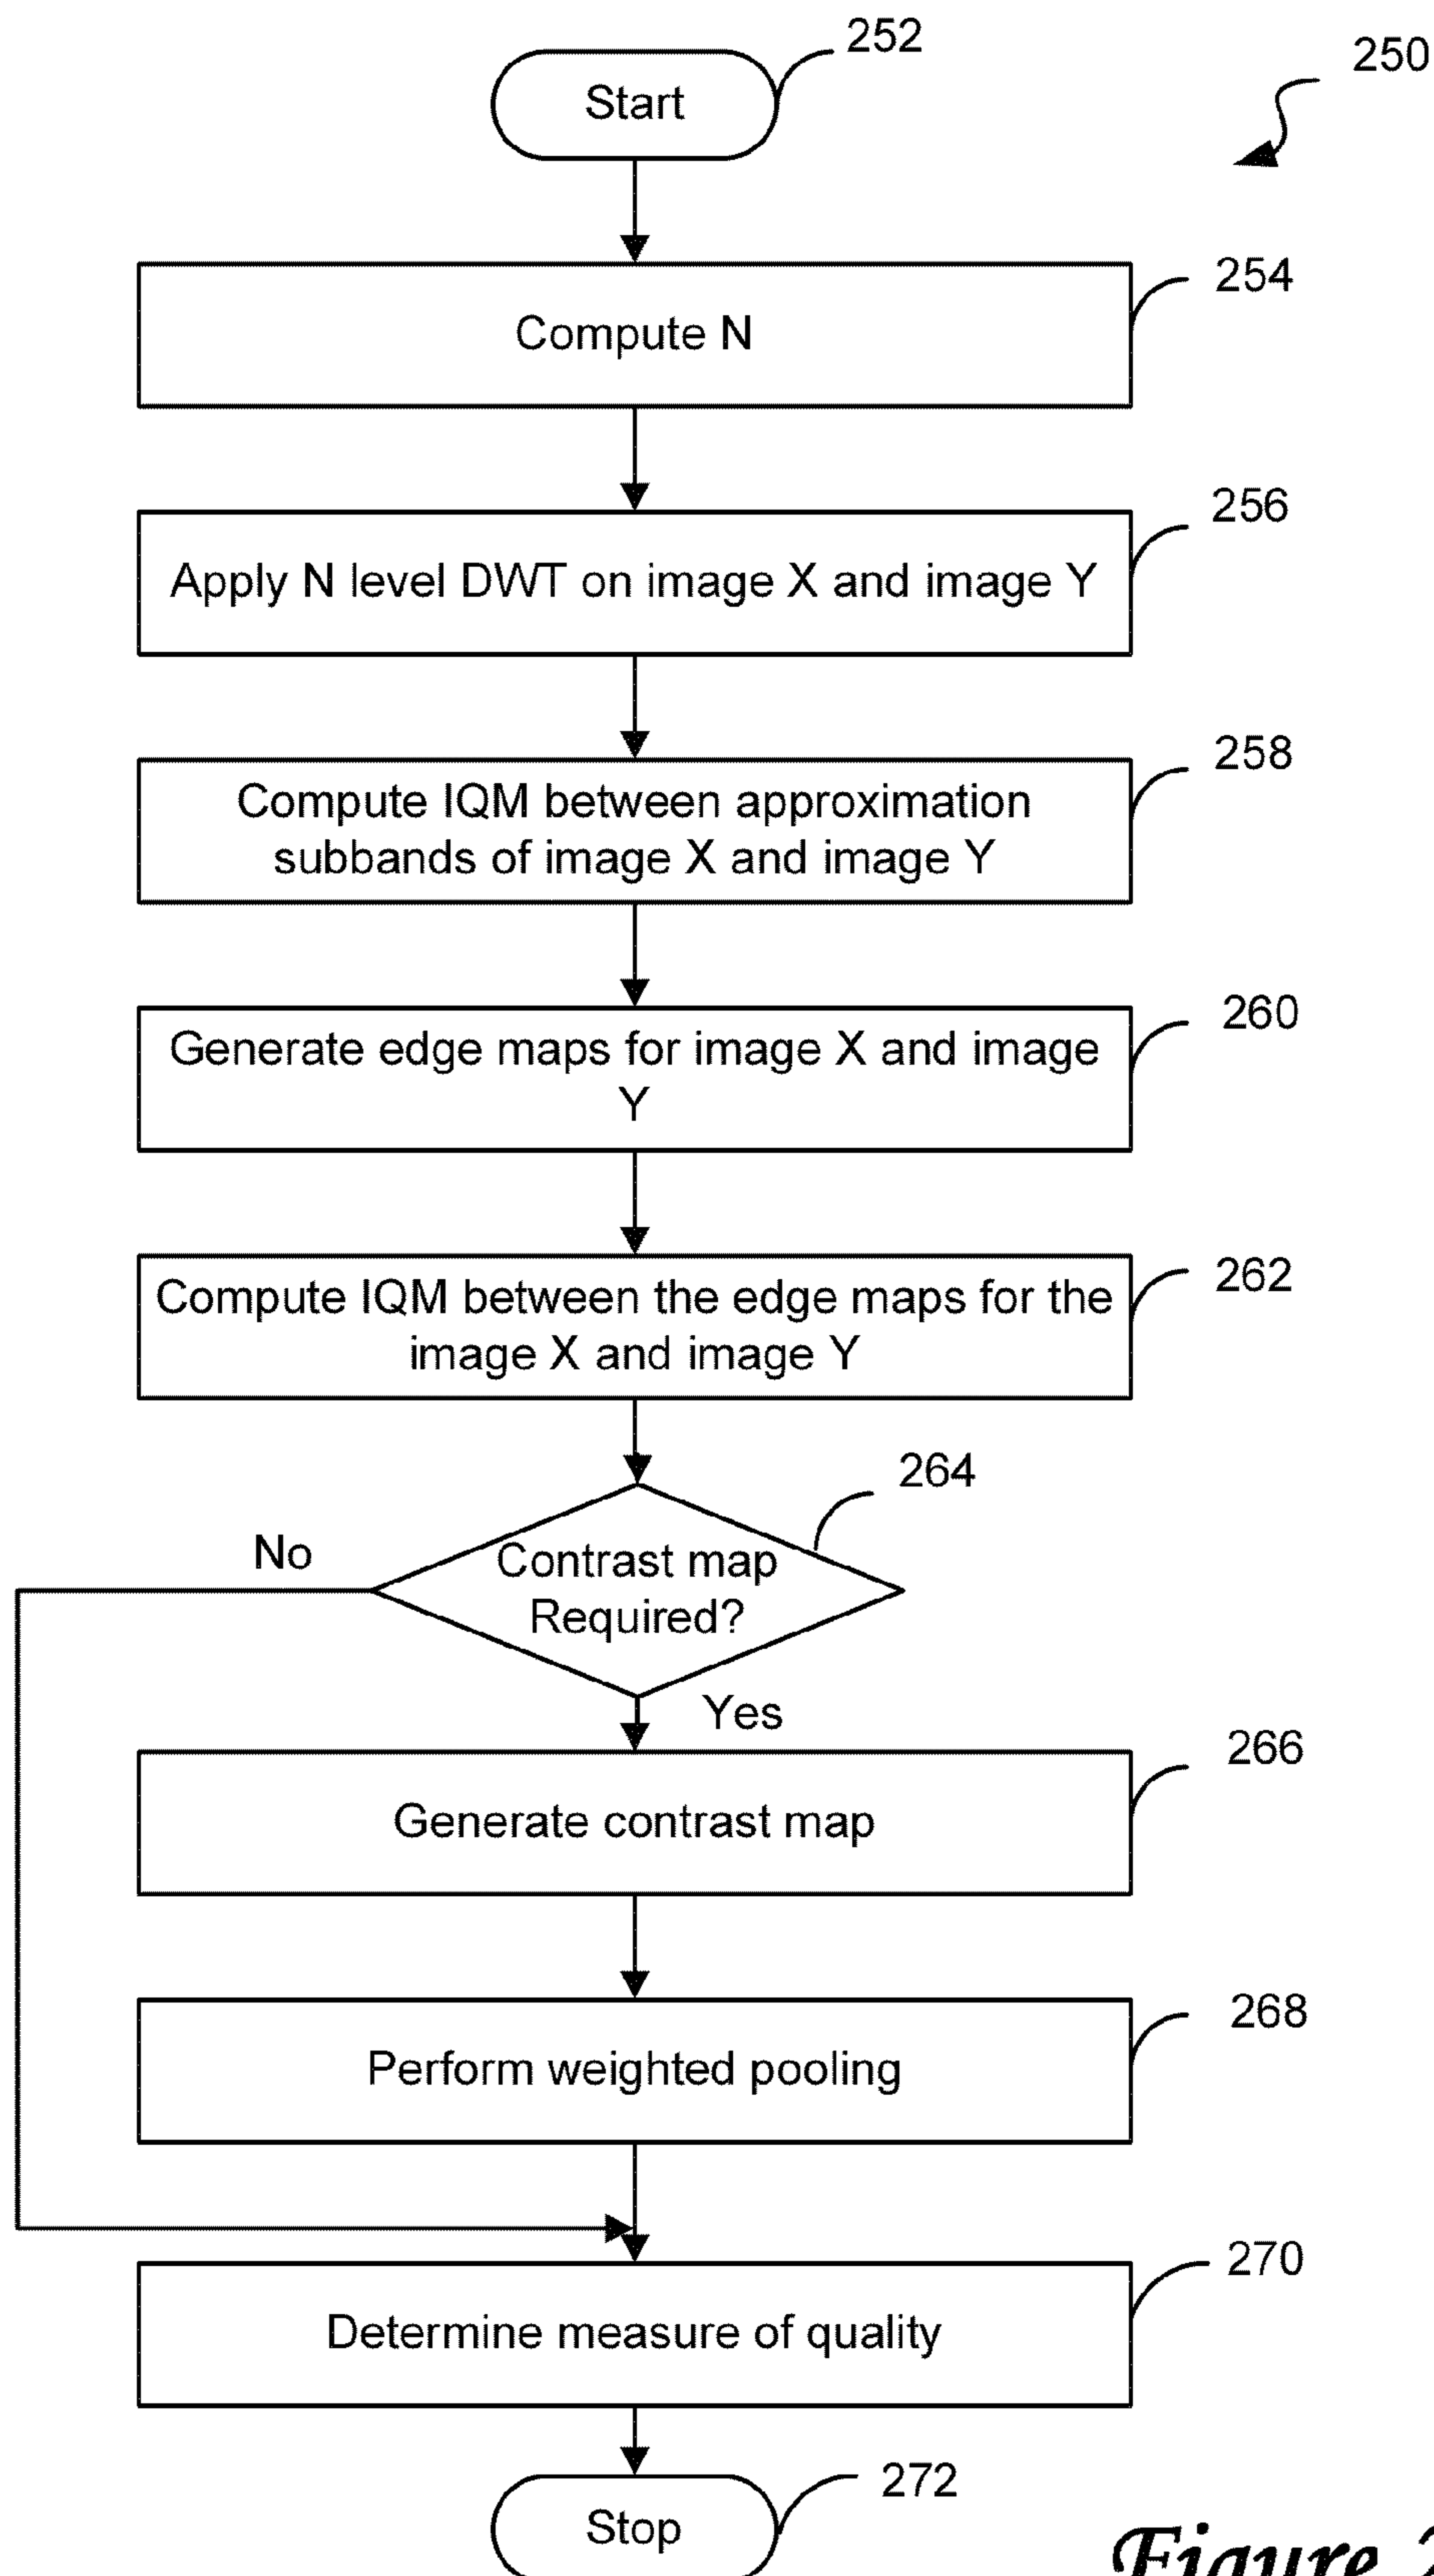 252
250
Start
254
Compute N
256
Apply N level DWT on image X and image Y
258
Compute IQM between approximation
subbands of image X and image Y
260
Generate edge maps for image X and image
Y
262
Compute IQM between the edge maps for the
image X and image Y
264
No
Contrast map
Required?
Yes
266
Generate contrast map
268
Perform weighted pooling
270
Determine measure of quality
272
Stop
Figure